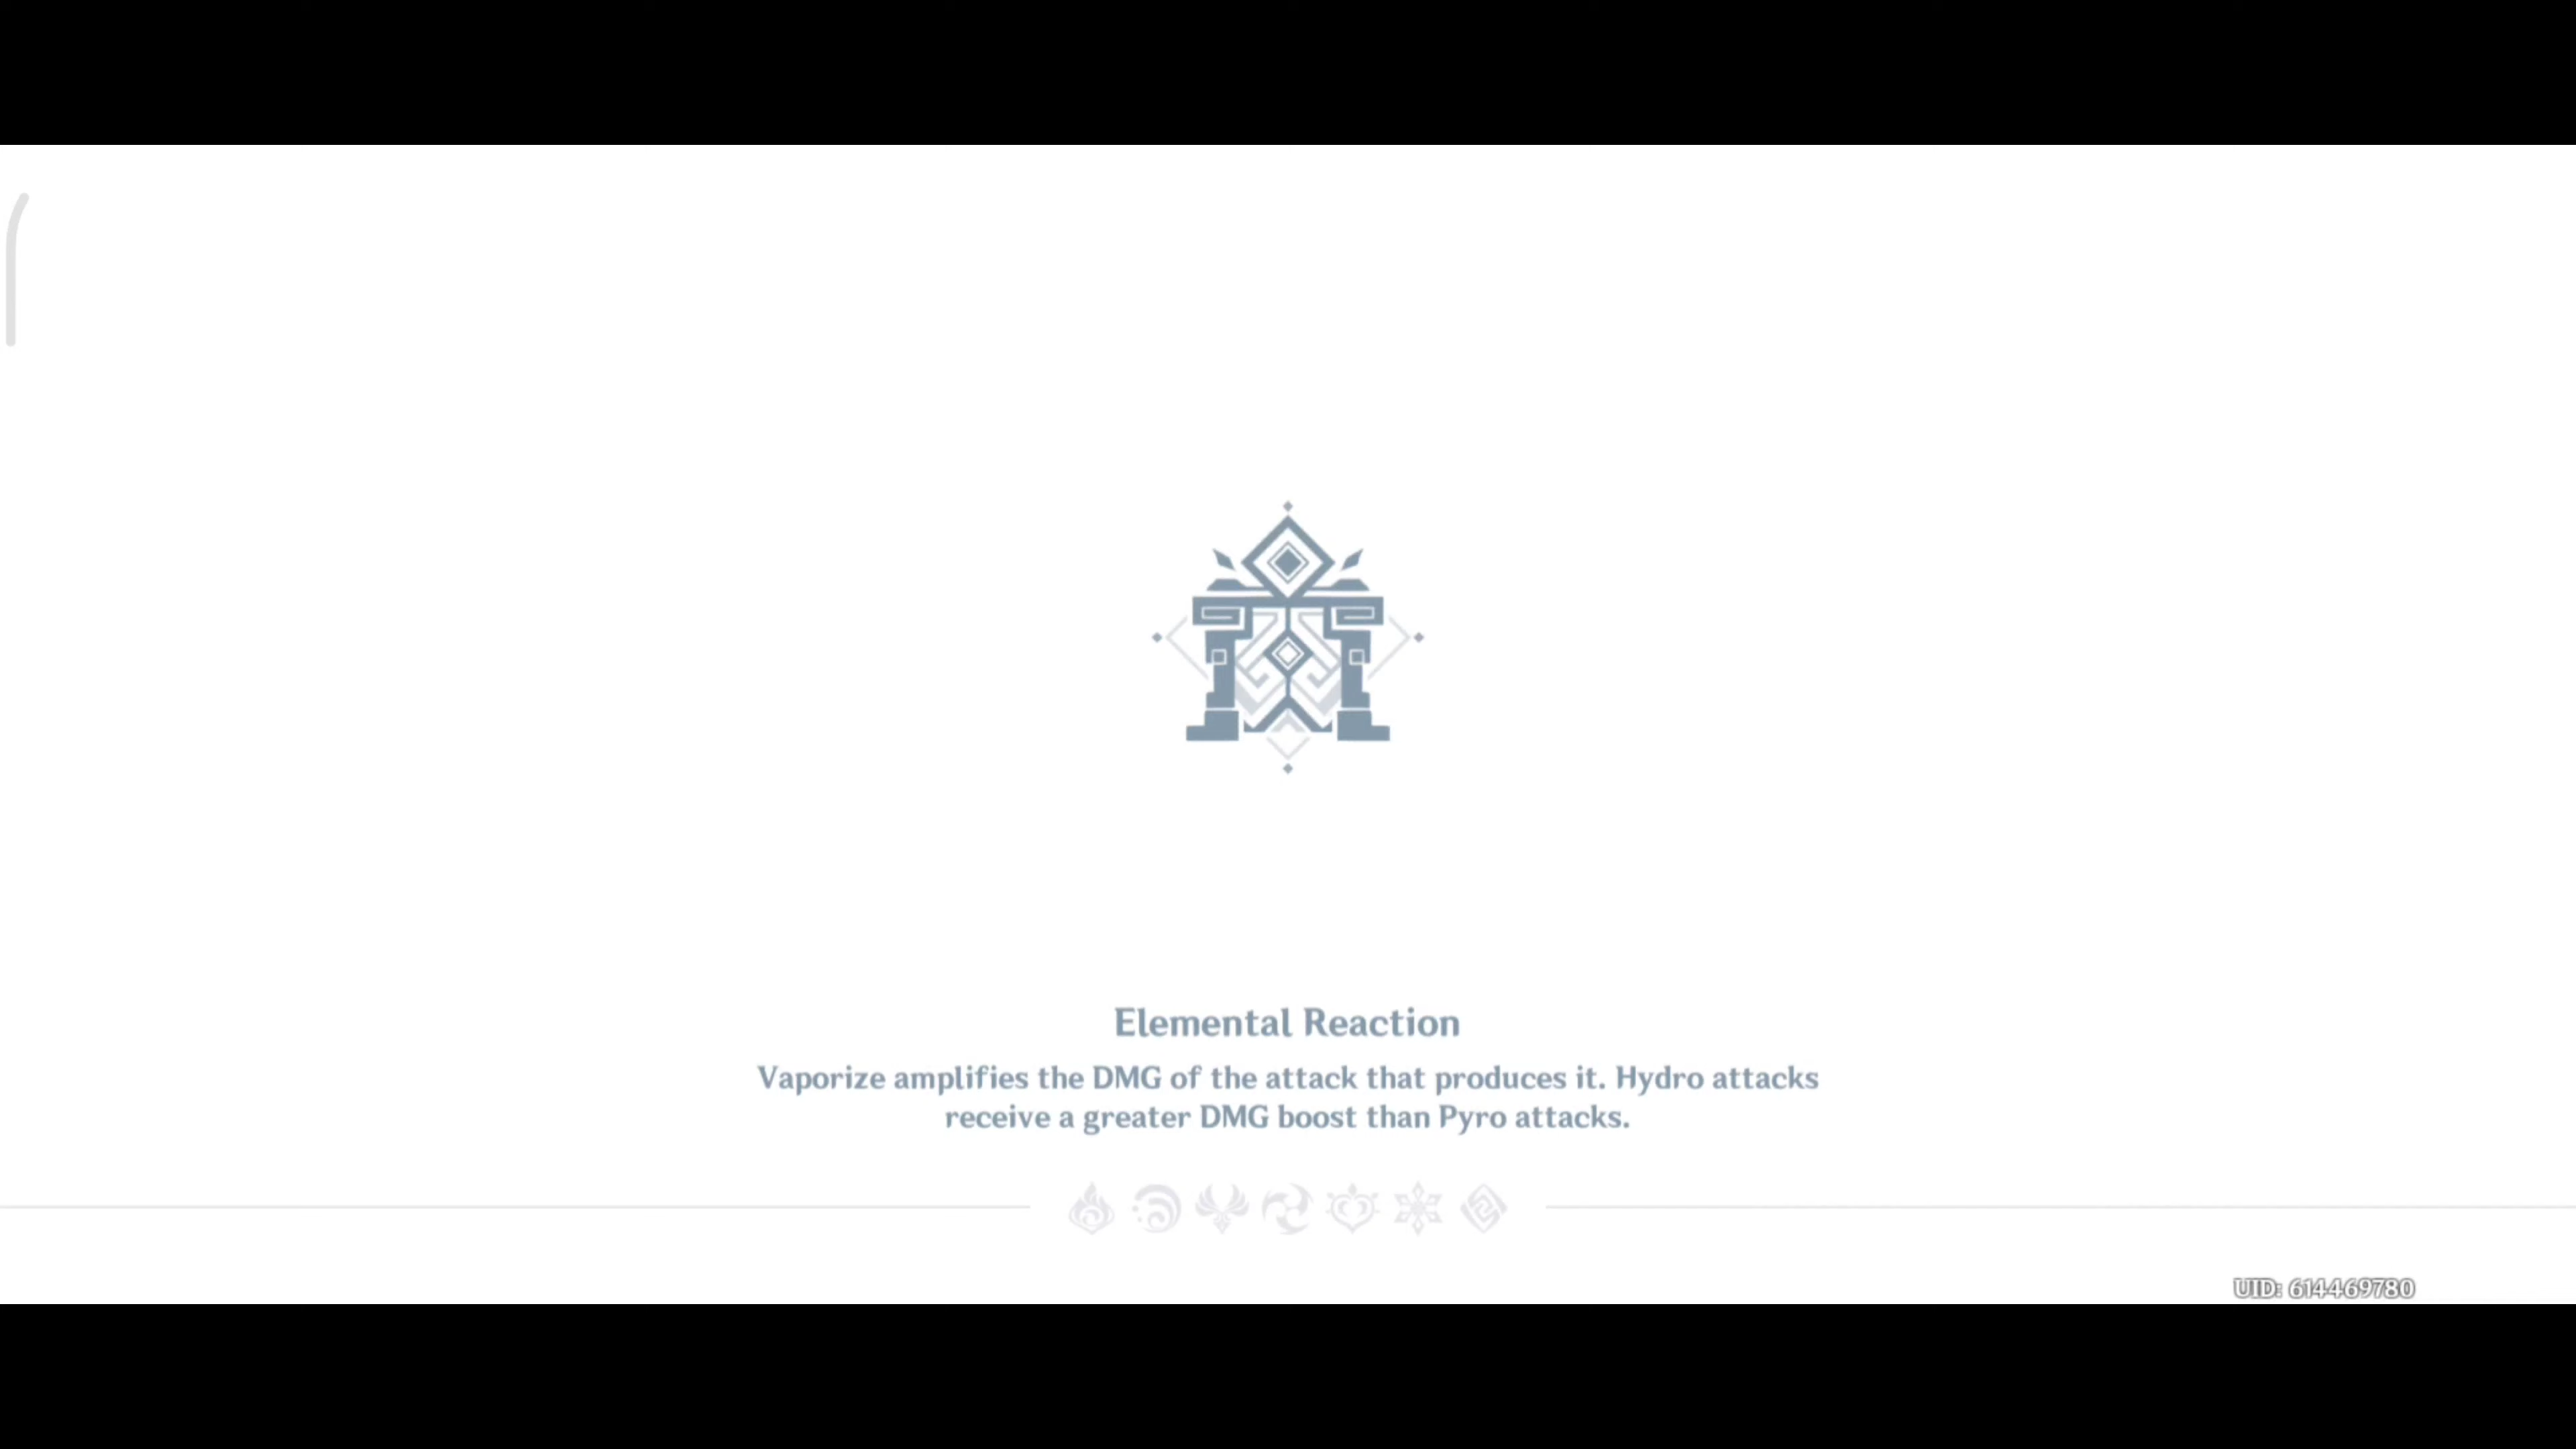 Elemental Reaction
Vaporize amplifies the DMG of the attack that produces it. Hydro attacks
receive a greater DMG boost than Pyro attacks.
UID: 614469780